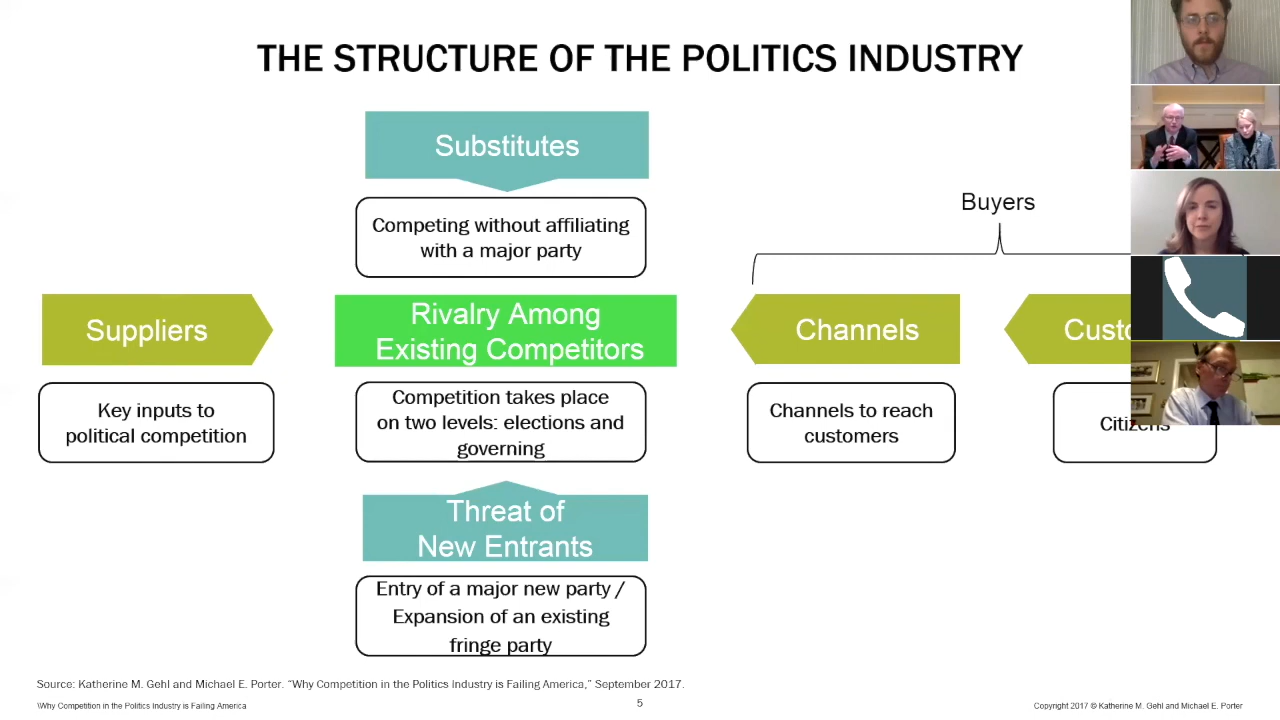 THE STRUCTURE OF THE POLITICS INDUSTRY
Substitutes
Competing without affiliating
with a major party
Buyers
Suppliers
Rivalry Among
Existing Competitors
Channels
Key inputs to
political competition
Competition takes place
on two levels: elections and
governing
Channels to reach
customers
Citizens
Threat of
New Entrants
Entry of a major new party /
Expansion of an existing
fringe party
Source: Katherine M. Gehl and Michael E. Porter. “Why Competition in the Politics Industry is Failing America,” September 2017.
\Why Competition in the Politics Industry is Failing America
5
Copyright 2017 © Katherine M. Gehl and Michael E. Porter